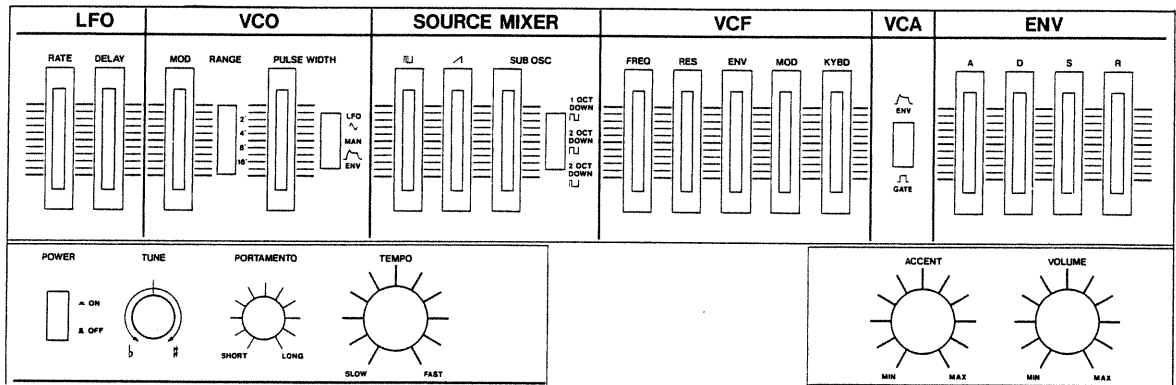 LFO
VCO
SOURCE MIXER
VCF
VCA
ENV
RATE
DELAY
MOD
RANGE
PULSE WIDTH
SUB OSC
FREQ
RES
ENV
MOD
KYBD
A
D
S
R
2'
4'
8'
16'
LFO
MAN
ENV
1 OCT
DOWN
2 OCT
DOWN
2 OCT
DOWN
ENV
GATE
POWER
TUNE
PORTAMENTO
TEMPO
ACCENT
VOLUME
ON
OFF
♭
♯
SHORT
LONG
SLOW
FAST
MIN
MAX
MIN
MAX